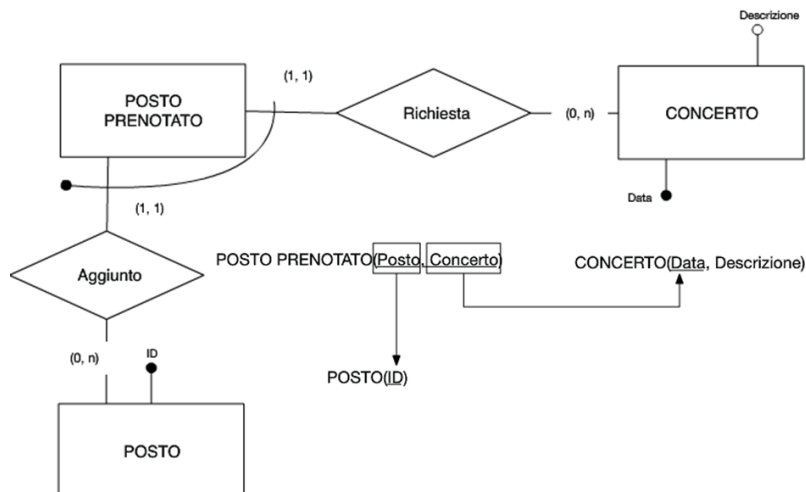 Descrizione
(1, 1)
POSTO
PRENOTATO
Richiesta
(0, n)
CONCERTO
Data
(1, 1)
Aggiunto
POSTO PRENOTATO(Posto, Concerto)
CONCERTO(Data, Descrizione)
(0, n)
ID
POSTO(ID)
POSTO